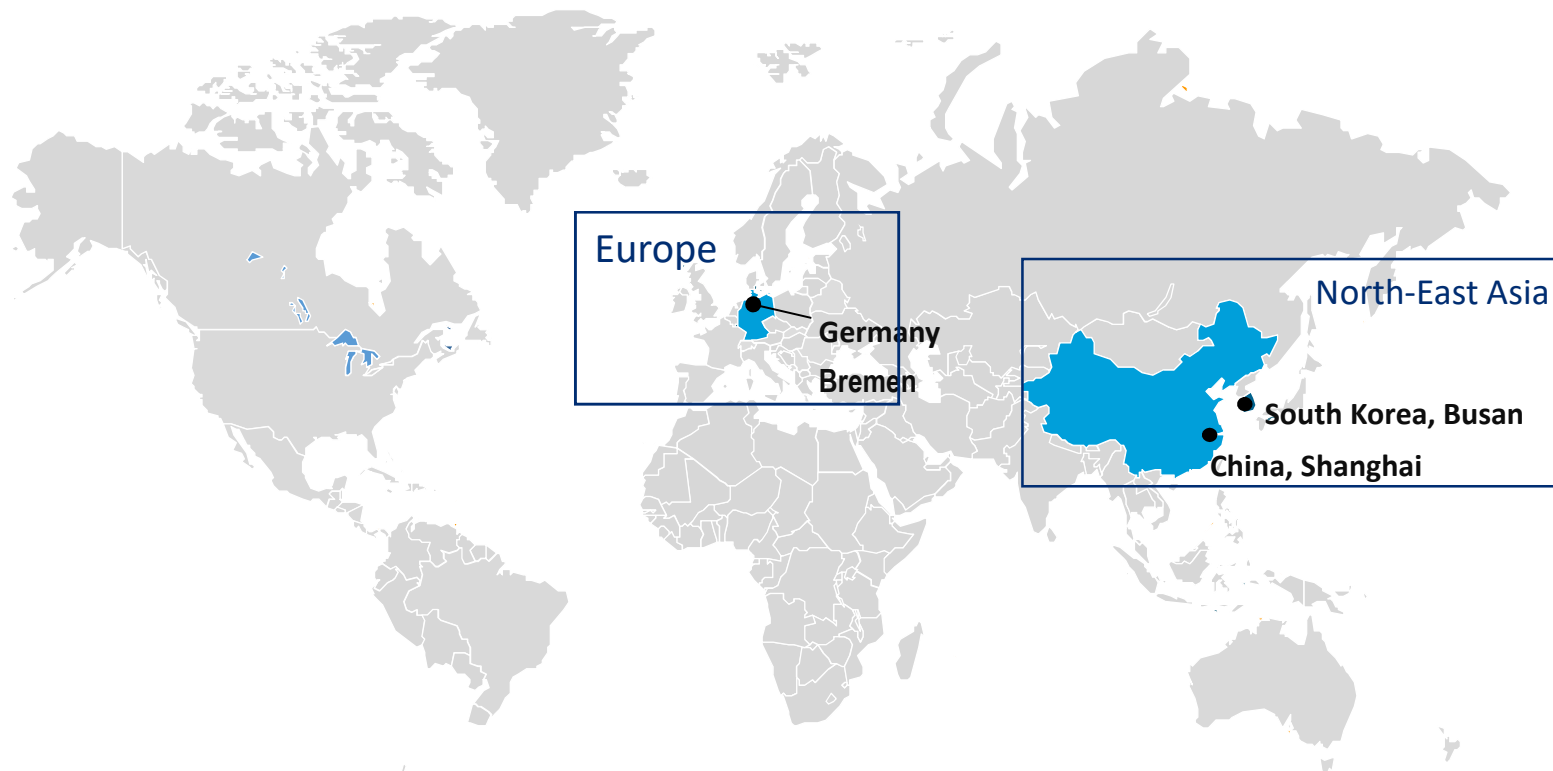 Europe
Germany
Bremen
North-East Asia
South Korea, Busan
China, Shanghai